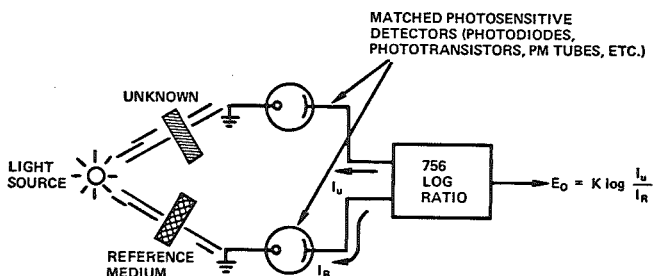 MATCHED PHOTOSENSITIVE
DETECTORS (PHOTODIODES,
PHOTOTRANSISTORS, PM TUBES, ETC.)
UNKNOWN
LIGHT
SOURCE
756
LOG
RATIO
Iu
E₀ = K log Iu/IR
REFERENCE
MEDIUM
IR